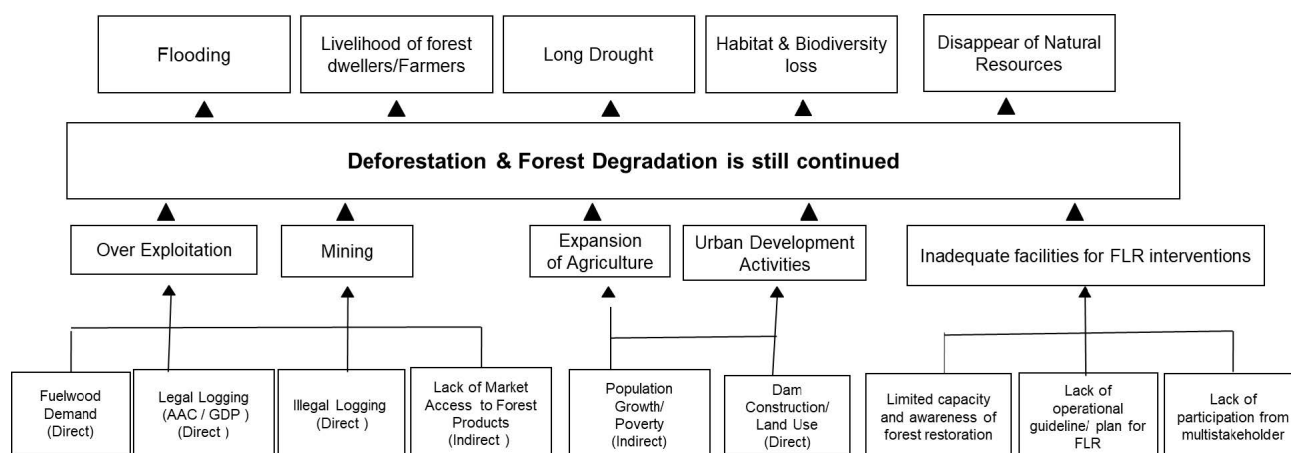 Flooding
Livelihood of forest
dwellers/Farmers
Long Drought
Habitat & Biodiversity
loss
Disappear of Natural
Resources
Deforestation & Forest Degradation is still continued
Over Exploitation
Mining
Expansion
of Agriculture
Urban Development
Activities
Inadequate facilities for FLR interventions
Fuelwood
Demand
(Direct)
Legal Logging
(AAC / GDP )
(Direct )
Illegal Logging
(Direct )
Lack of Market
Access to Forest
Products
(Indirect )
Population
Growth/
Poverty
(Indirect)
Dam
Construction/
Land Use
(Direct)
Limited capacity
and awareness of
forest restoration
Lack of
operational
guideline/ plan for
FLR
Lack of
participation from
multistakeholder